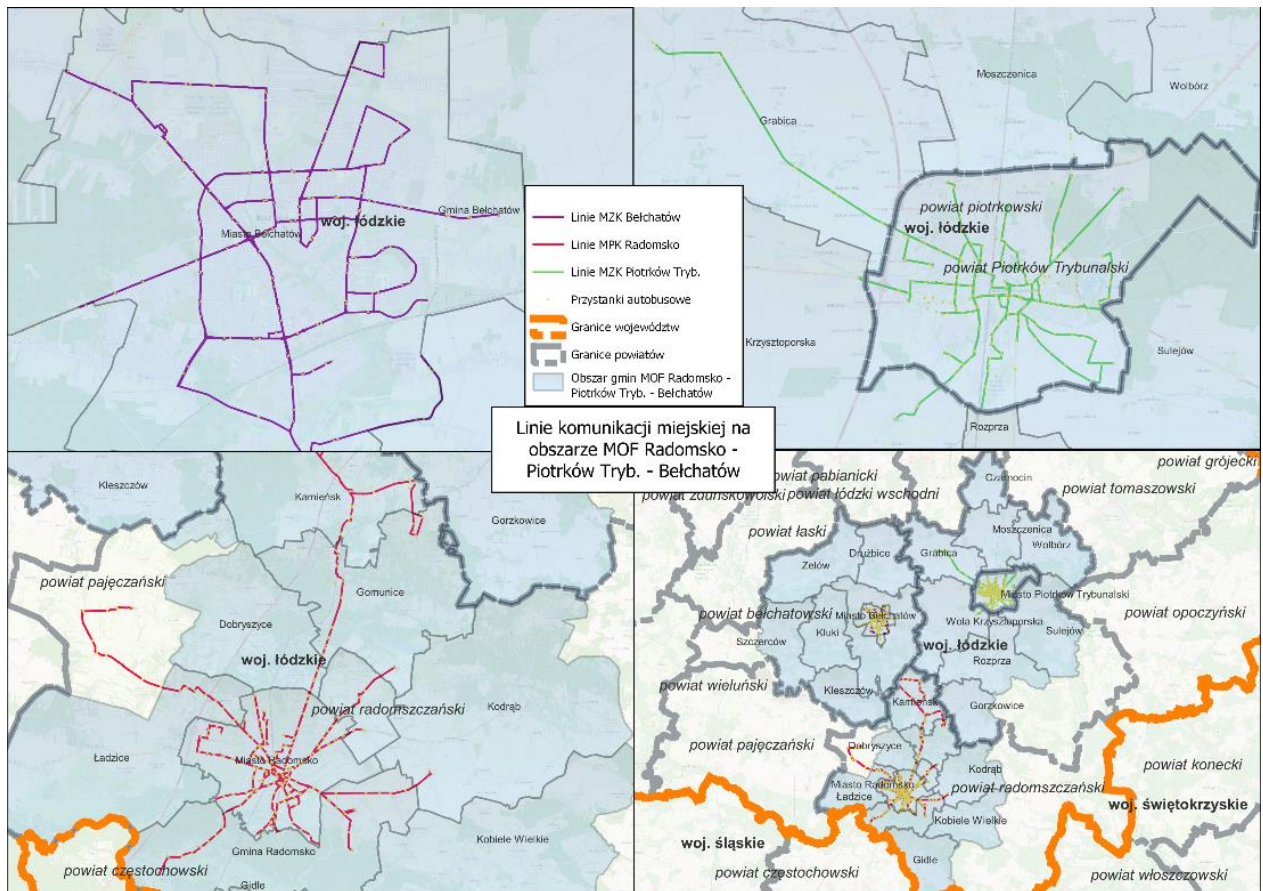 Moszczenica
Wolbórz
Grabica
Gmina Bełchatów
woj. łódzkie
Miasto Bełchatów
powiat piotrkowski
woj. łódzkie
powiat Piotrków Trybunalski
Krzysztoporska
Sulejów
Rozprza
Linie MZK Bełchatów
Linie MPK Radomsko
Linie MZK Piotrków Tryb.
Przystanki autobusowe
Granice województw
Granice powiatów
Obszar gmin MOF Radomsko -
Piotrków Tryb. - Bełchatów
Linie komunikacji miejskiej na
obszarze MOF Radomsko -
Piotrków Tryb. - Bełchatów
Kleszczów
Kamieńsk
Gorzkowice
powiat pajęczański
Gomunice
Dobryszyce
woj. łódzkie
powiat radomszczański
Kodrąb
Ładzice
Miasto Radomsko
Kobiele Wielkie
Gmina Radomsko
powiat częstochowski
Gidle
powiat pabianicki
powiat grójecki
powiat zduńskowolski
powiat łódzki wschodni
Czarnocin
powiat tomaszowski
powiat łaski
Moszczenica
Drużbice
Grabica
Wolbórz
Zelów
Miasto Piotrków Trybunalski
powiat bełchatowski
Miasto Bełchatów
powiat opoczyński
Wola Krzysztoporska
Kluki
Sulejów
Szczerców
woj. łódzkie
Rozprza
powiat wieluński
Kleszczów
Kamieńsk
Gorzkowice
powiat pajęczański
Dobryszyce
powiat konecki
Kodrąb
Miasto Radomsko
powiat radomszczański
Ładzice
woj. świętokrzyskie
Kobiele Wielkie
woj. śląskie
Gidle
powiat częstochowski
powiat włoszczowski